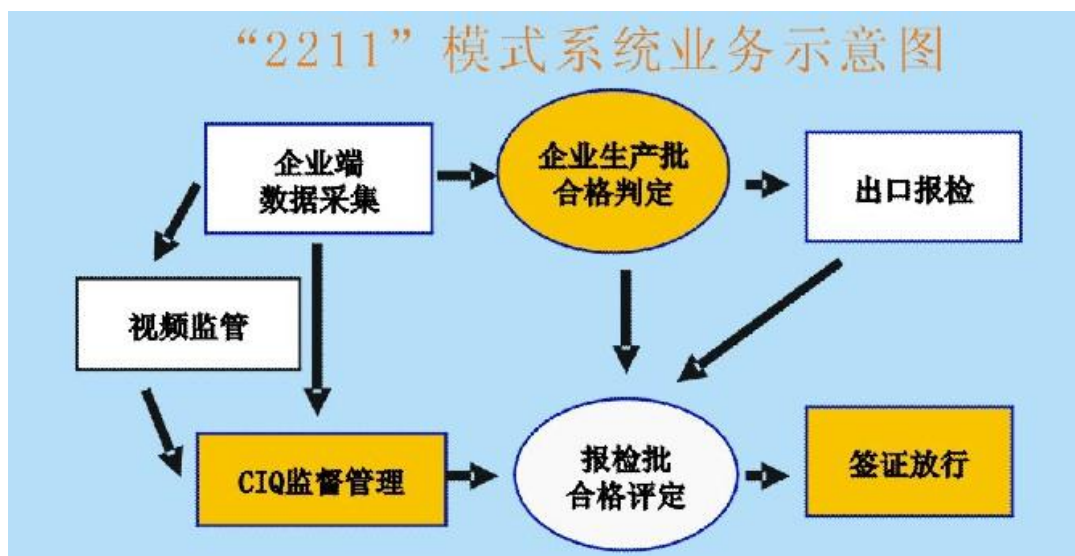 “2211”模式系统业务示意图
企业端
数据采集
企业生产批
合格判定
出口报检
视频监管
CIQ监督管理
报检批
合格评定
签证放行